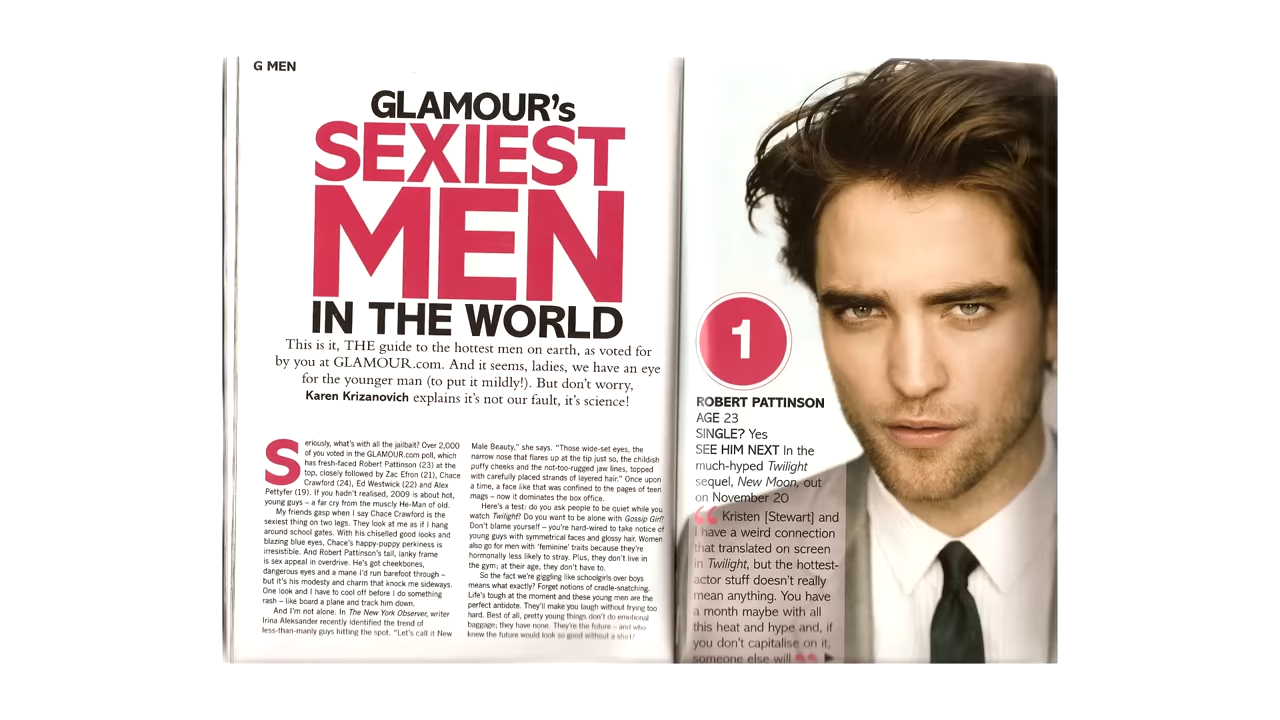 G MEN
GLAMOUR's
SEXIEST
MEN
IN THE WORLD
This is it, THE guide to the hottest men on earth, as voted for
by you at GLAMOUR.com. And it seems, ladies, we have an eye
for the younger man (to put it mildly!). But don't worry,
Karen Krizanovich explains it's not our fault, it's science!
Seriously, what's with all the jailbait? Over 2,000
of you voted in the GLAMOUR.com poll, which
has fresh-faced Robert Pattinson (23) at the
top, closely followed by Zac Efron (21), Chace
Crawford (24), Ed Westwick (22) and Alex
Pettyfer (19). If you hadn't realised, 2009 is about hot,
young guys – a far cry from the muscly He-Man of old.
My friends gasp when I say Chace Crawford is the
sexiest thing on two legs. They look at me as if I hang
around school gates. With his chiselled good looks and
blazing blue eyes, Chace's happy-puppy perkiness is
irresistible. And Robert Pattinson's tall, lanky frame
is sex appeal in overdrive. He's got cheekbones,
dangerous eyes and a mane I'd run barefoot through –
but it's his modesty and charm that knock me sideways.
One look and I have to cool off before I do something
rash – like board a plane and track him down.
And I'm not alone. In The New York Observer, writer
Irina Aleksander recently identified the trend of
less-than-manly guys hitting the spot. "Let's call it New
Male Beauty," she says. "Those wide-set eyes, the
narrow nose that flares up at the tip just so, the childish
puffy cheeks and the not-too-rugged jaw lines, topped
with carefully placed strands of layered hair." Once upon
a time, a face like that was confined to the pages of teen
mags – now it dominates the box office.
Here's a test: do you ask people to be quiet while you
watch Twilight? Do you want to be alone with Gossip Girl?
Don't blame yourself – you're hard-wired to take notice of
young guys with symmetrical faces and glossy hair. Women
also go for men with 'feminine' traits because they're
hormonally less likely to stray. Plus, they don't live in
the gym; at their age, they don't have to.
So the fact we're giggling like schoolgirls over boys
means what exactly? Forget notions of cradle-snatching.
Life's tough at the moment and these young men are the
perfect antidote. They'll make you laugh without trying too
hard. Best of all, pretty young things don't do emotional
baggage; they have none. They're the future – and who
knew the future would look so good without a shirt?
1
ROBERT PATTINSON
AGE 23
SINGLE? Yes
SEE HIM NEXT In the
much-hyped Twilight
sequel, New Moon, out
on November 20
“Kristen [Stewart] and
I have a weird connection
that translated on screen
in Twilight, but the hottest-
actor stuff doesn't really
mean anything. You have
a month maybe with all
this heat and hype and, if
you don't capitalise on it,
someone else will” ▶